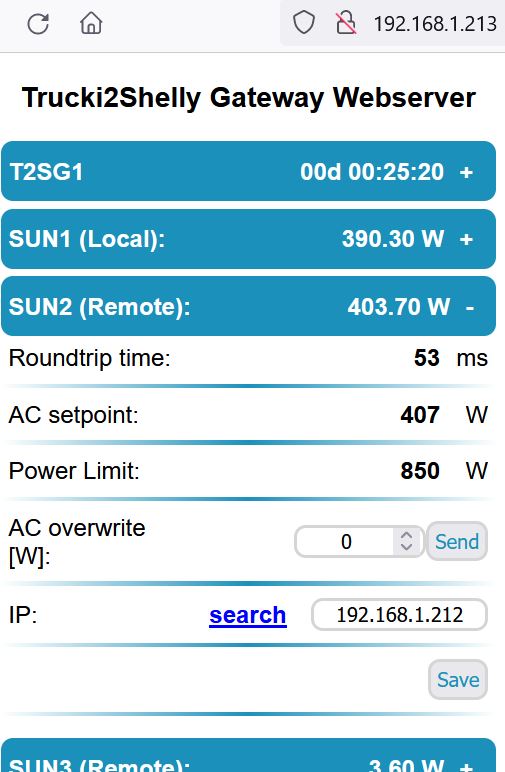 192.168.1.213
Trucki2Shelly Gateway Webserver
T2SG1 00d 00:25:20 +
SUN1 (Local): 390.30 W +
SUN2 (Remote): 403.70 W -
Roundtrip time: 53 ms
AC setpoint: 407 W
Power Limit: 850 W
AC overwrite
[W]: 0 Send
IP: search 192.168.1.212
Save
SUN3 (Remote): 3.60 W +